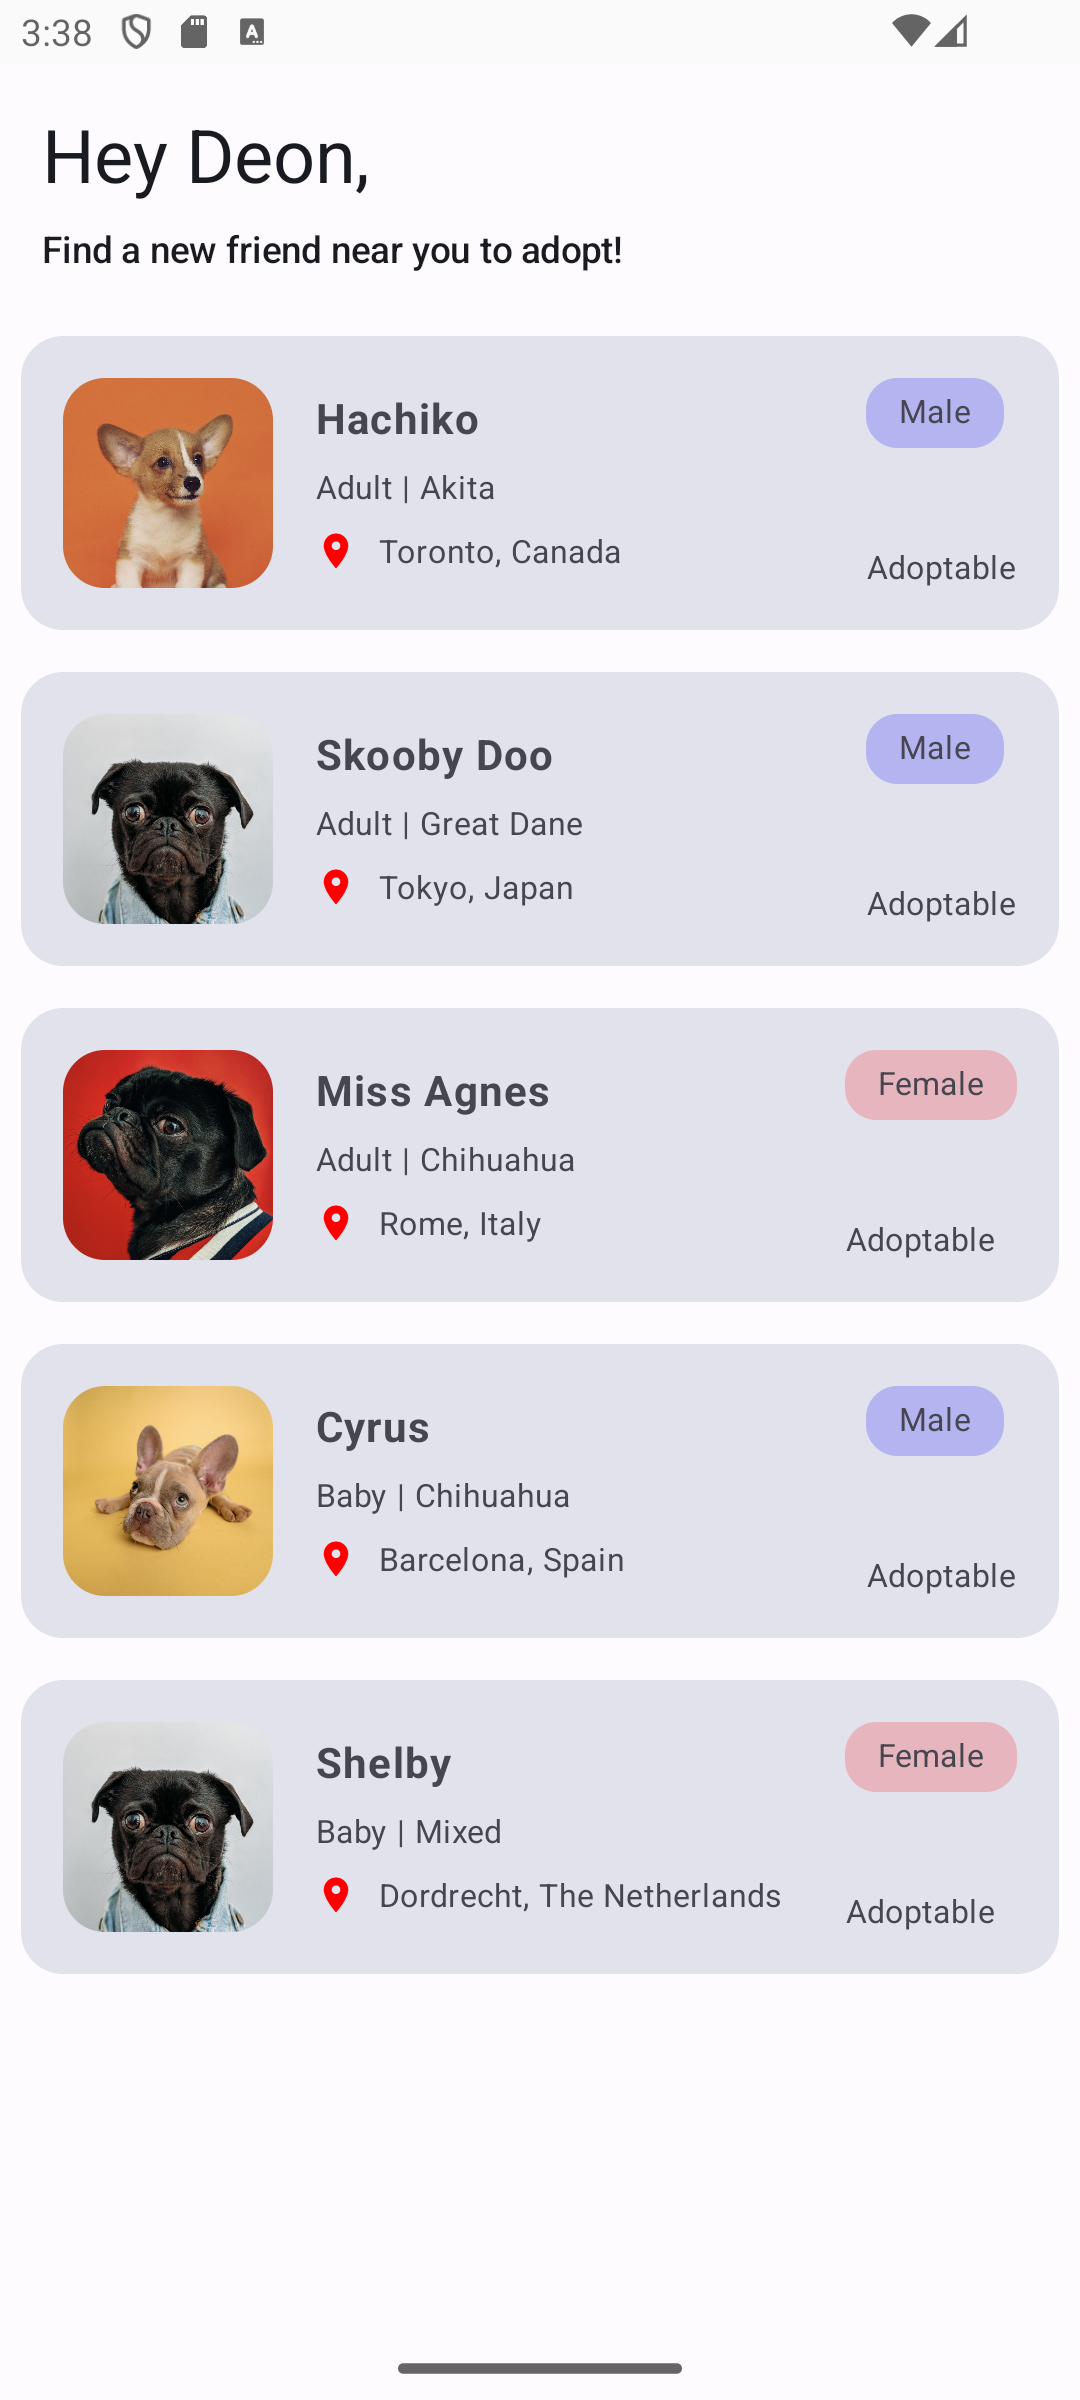 3:38
Hey Deon,
Find a new friend near you to adopt!
Hachiko
Male
Adult | Akita
Toronto, Canada
Adoptable
Skooby Doo
Male
Adult | Great Dane
Tokyo, Japan
Adoptable
Miss Agnes
Female
Adult | Chihuahua
Rome, Italy
Adoptable
Cyrus
Male
Baby | Chihuahua
Barcelona, Spain
Adoptable
Shelby
Female
Baby | Mixed
Dordrecht, The Netherlands
Adoptable